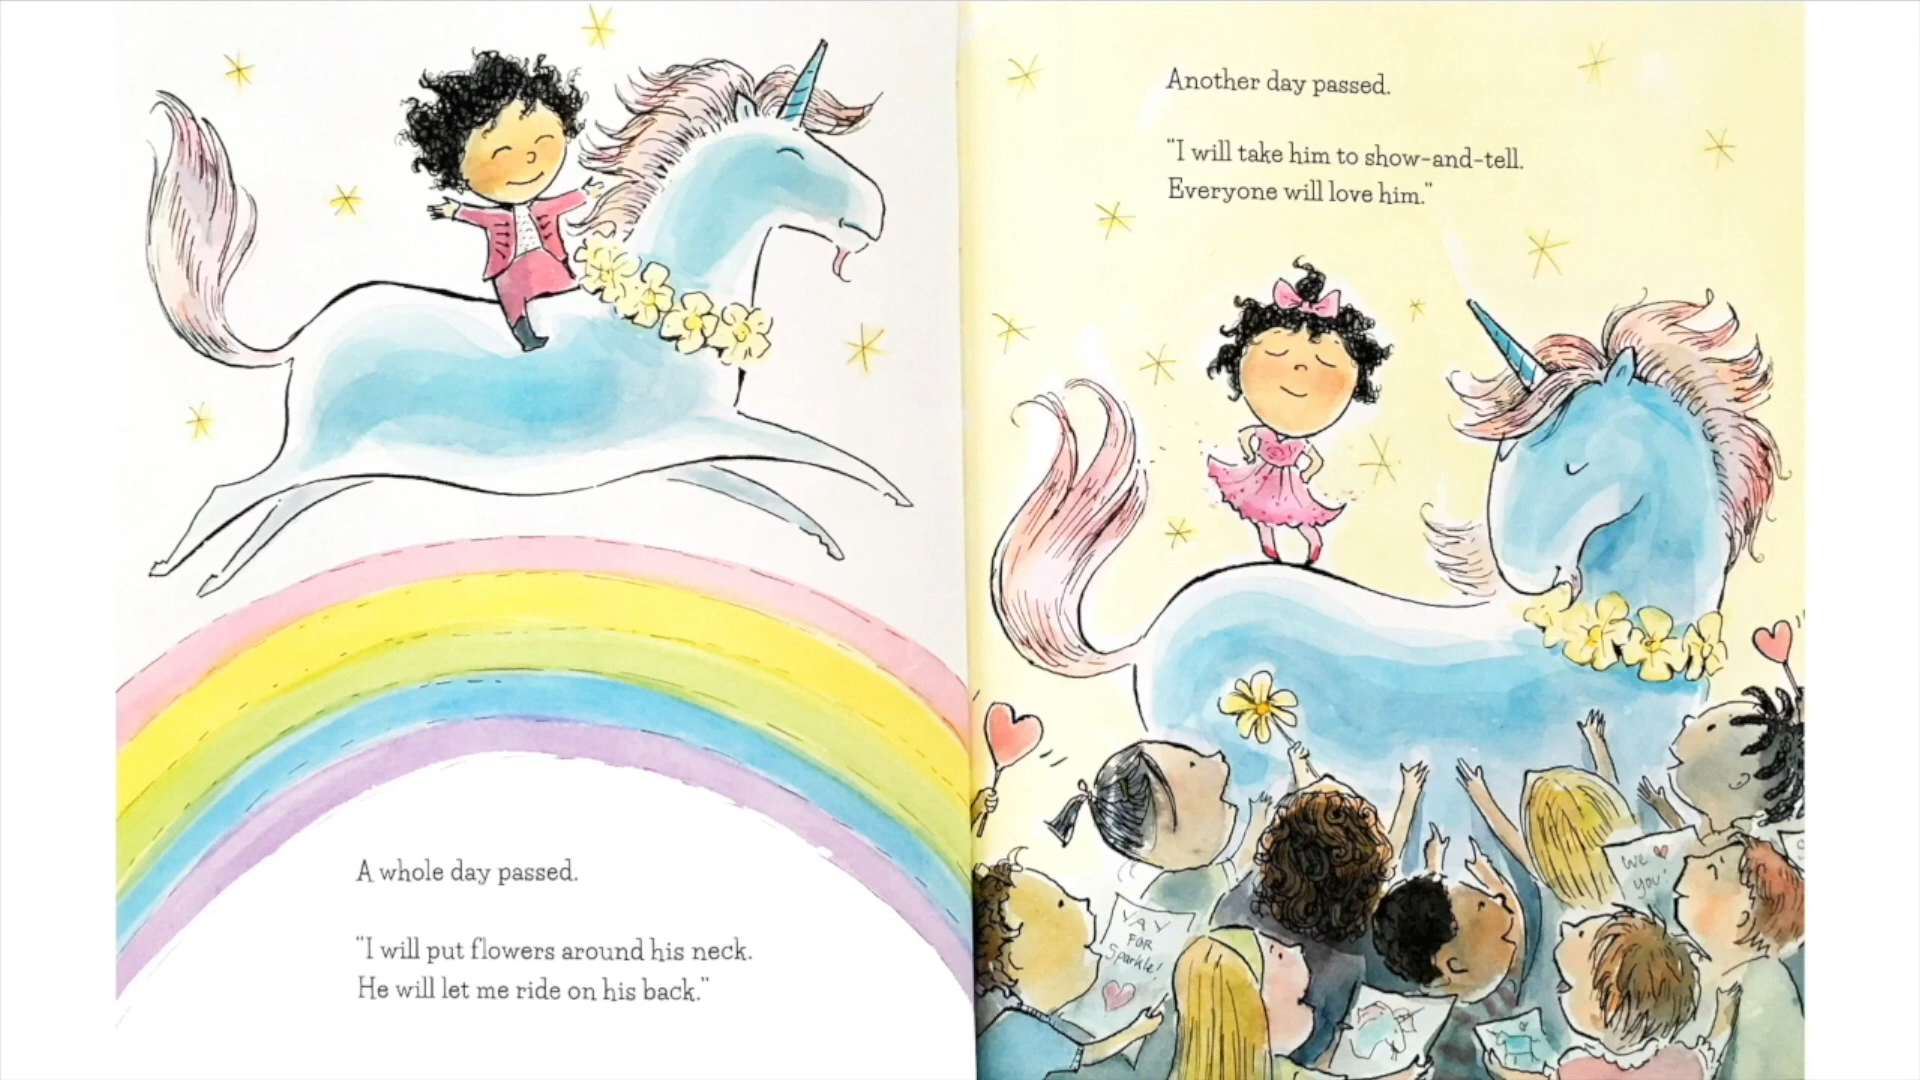 A whole day passed.
"I will put flowers around his neck.
He will let me ride on his back."
Another day passed.
"I will take him to show-and-tell.
Everyone will love him."
We
you!
YAY
FOR
Sparkle!